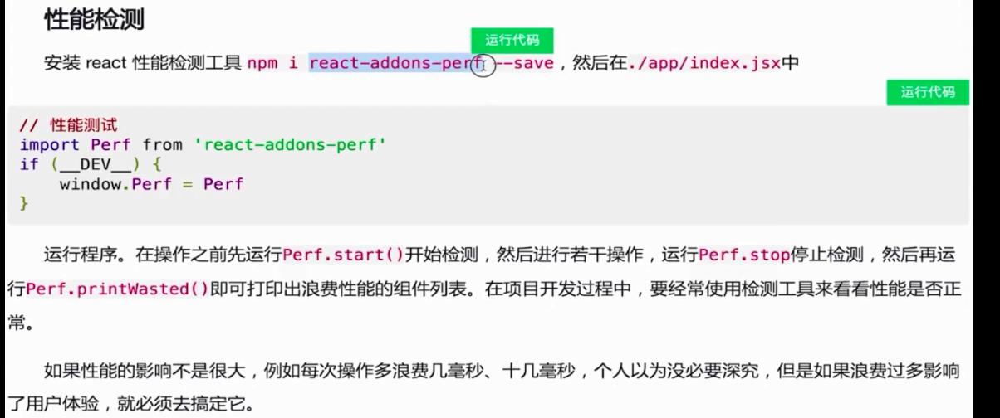 性能检测
运行代码
安装 react 性能检测工具 npm i react-addons-perf --save，然后在./app/index.jsx中
运行代码
// 性能测试
import Perf from 'react-addons-perf'
if (__DEV__) {
    window.Perf = Perf
}
运行程序。在操作之前先运行Perf.start()开始检测，然后进行若干操作，运行Perf.stop停止检测，然后再运
行Perf.printWasted()即可打印出浪费性能的组件列表。在项目开发过程中，要经常使用检测工具来看看性能是否正
常。
如果性能的影响不是很大，例如每次操作多浪费几毫秒、十几毫秒，个人以为没必要深究，但是如果浪费过多影响
了用户体验，就必须去搞定它。